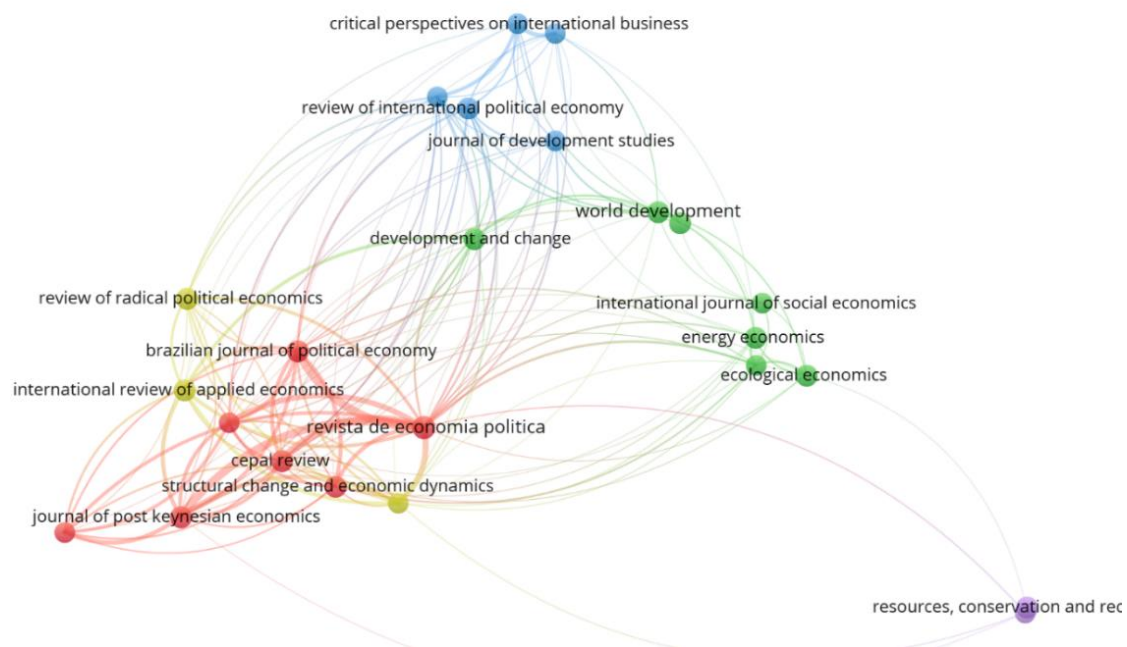 critical perspectives on international business
review of international political economy
journal of development studies
world development
development and change
review of radical political economics
international journal of social economics
energy economics
brazilian journal of political economy
ecological economics
international review of applied economics
revista de economia politica
cepal review
structural change and economic dynamics
journal of post keynesian economics
resources, conservation and rec